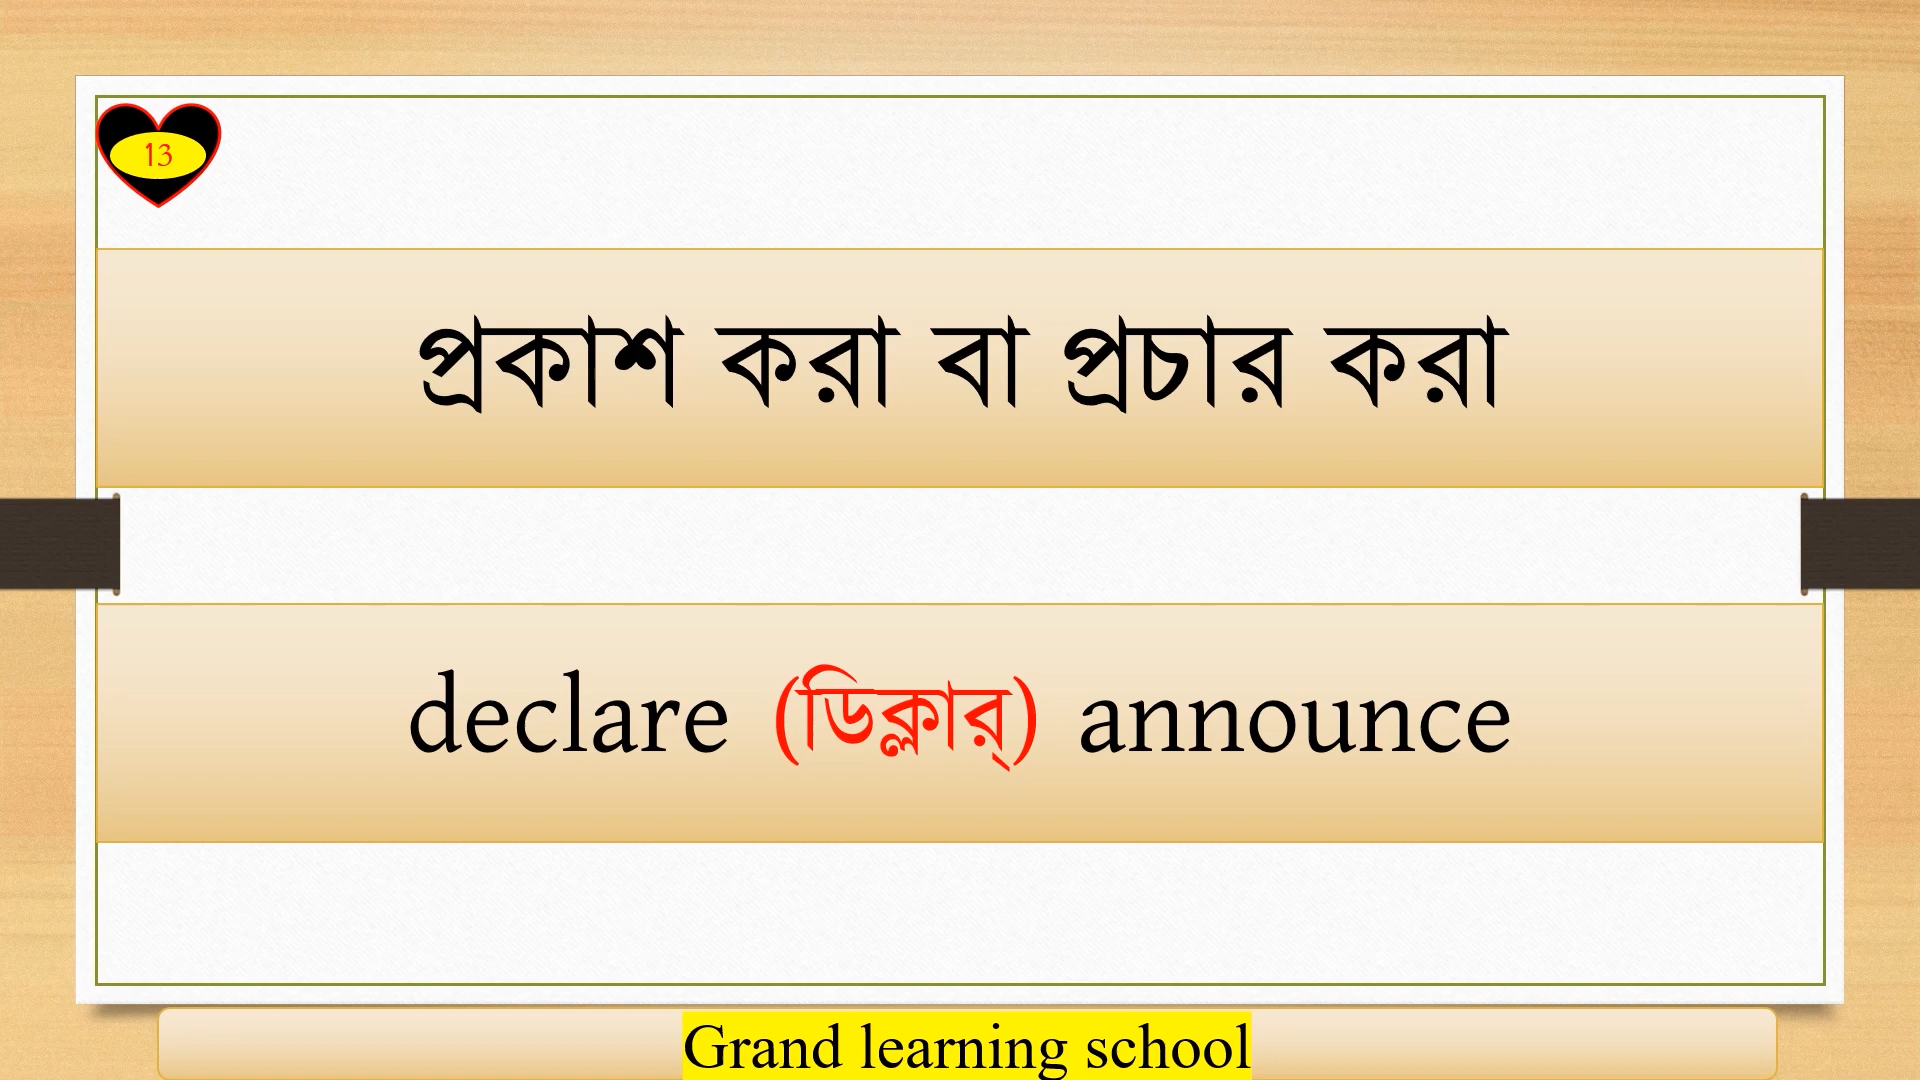 13
প্রকাশ করা বা প্রচার করা
declare (ডিক্লার্) announce
Grand learning school